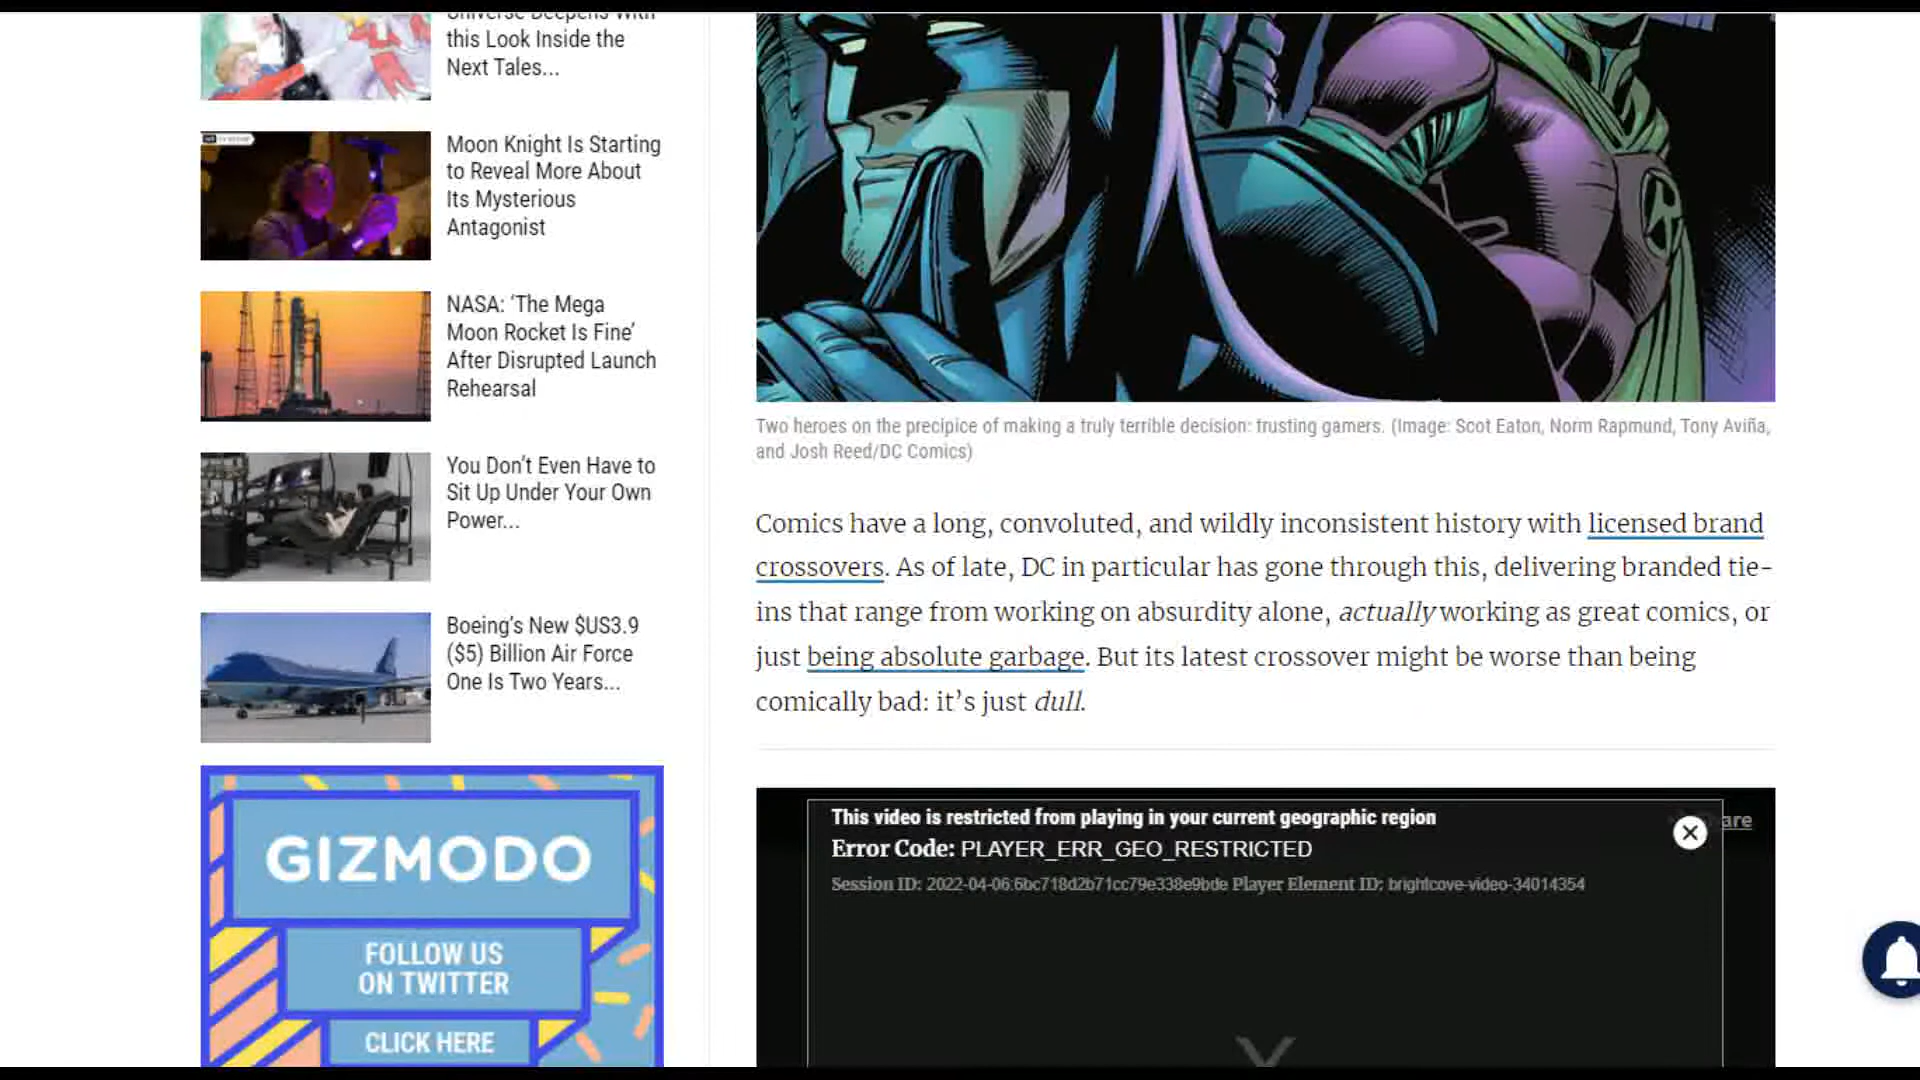 Universe Deepens With
this Look Inside the
Next Tales...
Moon Knight Is Starting
to Reveal More About
Its Mysterious
Antagonist
NASA: ‘The Mega
Moon Rocket Is Fine’
After Disrupted Launch
Rehearsal
You Don’t Even Have to
Sit Up Under Your Own
Power...
Boeing’s New $US3.9
($5) Billion Air Force
One Is Two Years...
GIZMODO
FOLLOW US
ON TWITTER
CLICK HERE
Two heroes on the precipice of making a truly terrible decision: trusting gamers. (Image: Scot Eaton, Norm Rapmund, Tony Aviña,
and Josh Reed/DC Comics)
Comics have a long, convoluted, and wildly inconsistent history with licensed brand
crossovers. As of late, DC in particular has gone through this, delivering branded tie-
ins that range from working on absurdity alone, actually working as great comics, or
just being absolute garbage. But its latest crossover might be worse than being
comically bad: it’s just dull.
This video is restricted from playing in your current geographic region
Error Code: PLAYER_ERR_GEO_RESTRICTED
Session ID: 2022-04-06:6bc718d2b71cc79e338e9bde Player Element ID: brightcove-video-34014354